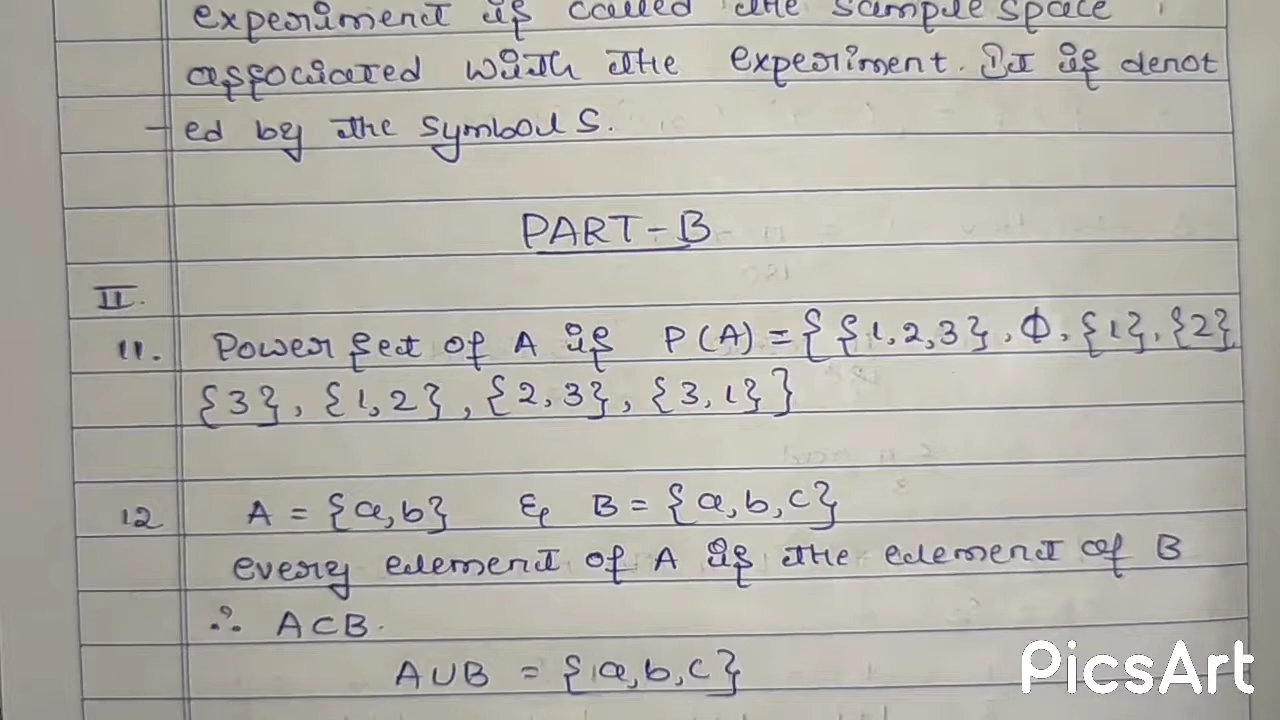 experiment is called the sample space
associated with the experiment. It is denot
-ed by the symbol S.
PART-B
II.
11. Power set of A is P(A) = { {1,2,3}, Φ, {1}, {2}
{3}, {1,2}, {2,3}, {3,1} }
12 A = {a,b} & B = {a,b,c}
every element of A is the element of B
∴ A⊂B.
A∪B = {a,b,c}
PicsArt